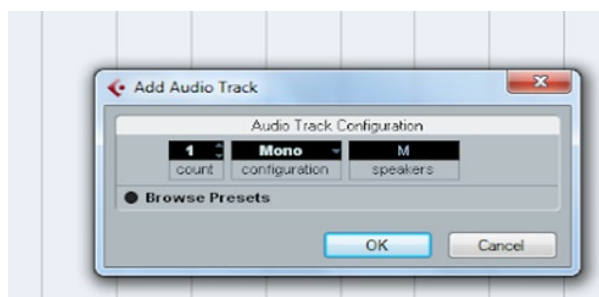 Add Audio Track
Audio Track Configuration
1 Mono M
count configuration speakers
Browse Presets
OK Cancel